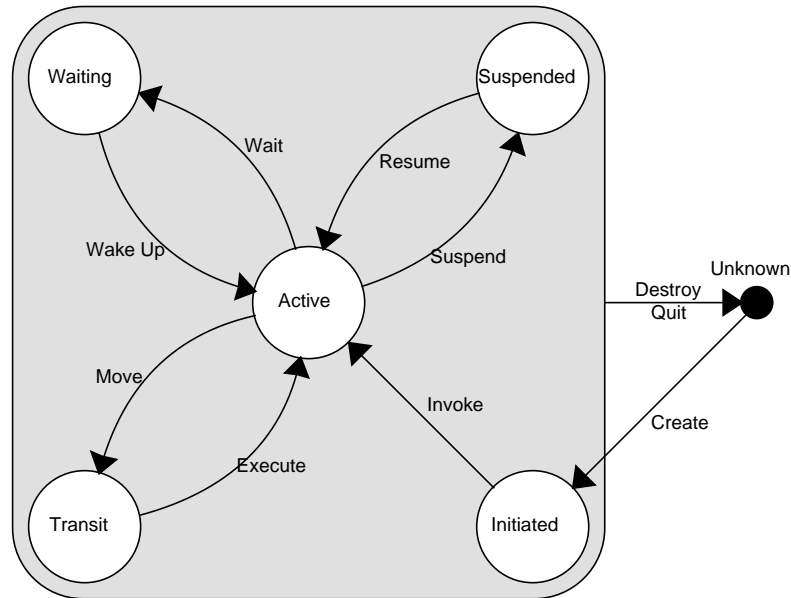 Waiting
Suspended
Wait
Resume
Wake Up
Suspend
Unknown
Active
Destroy
Quit
Move
Invoke
Create
Execute
Transit
Initiated